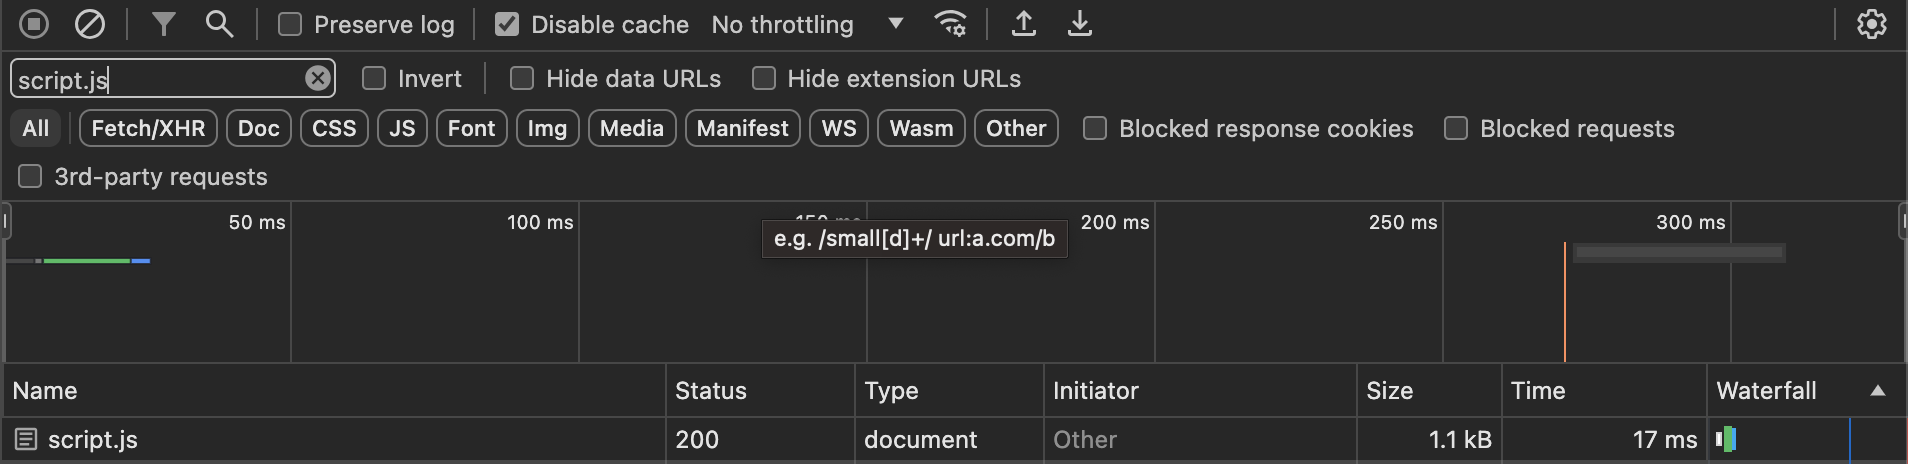 Preserve log Disable cache No throttling
script.js Invert Hide data URLs Hide extension URLs
All Fetch/XHR Doc CSS JS Font Img Media Manifest WS Wasm Other Blocked response cookies Blocked requests
3rd-party requests
50 ms 100 ms 150 ms 200 ms 250 ms 300 ms
e.g. /small[d]+/ url:a.com/b
Name Status Type Initiator Size Time Waterfall
script.js 200 document Other 1.1 kB 17 ms